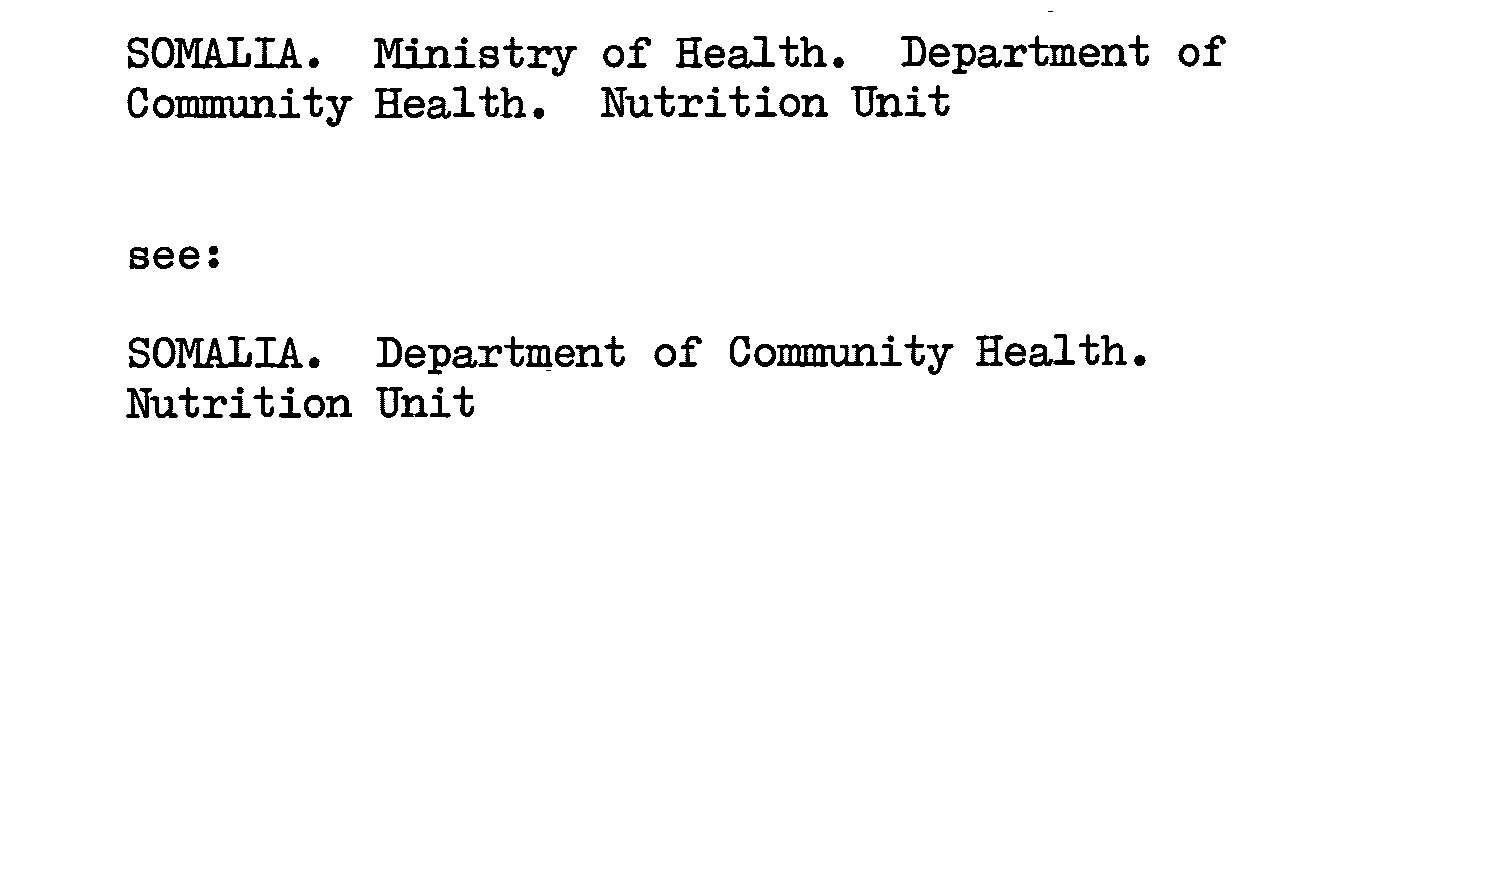 SOMALIA.  Ministry of Health.  Department of
Community Health.  Nutrition Unit
see:
SOMALIA.  Department of Community Health.
Nutrition Unit